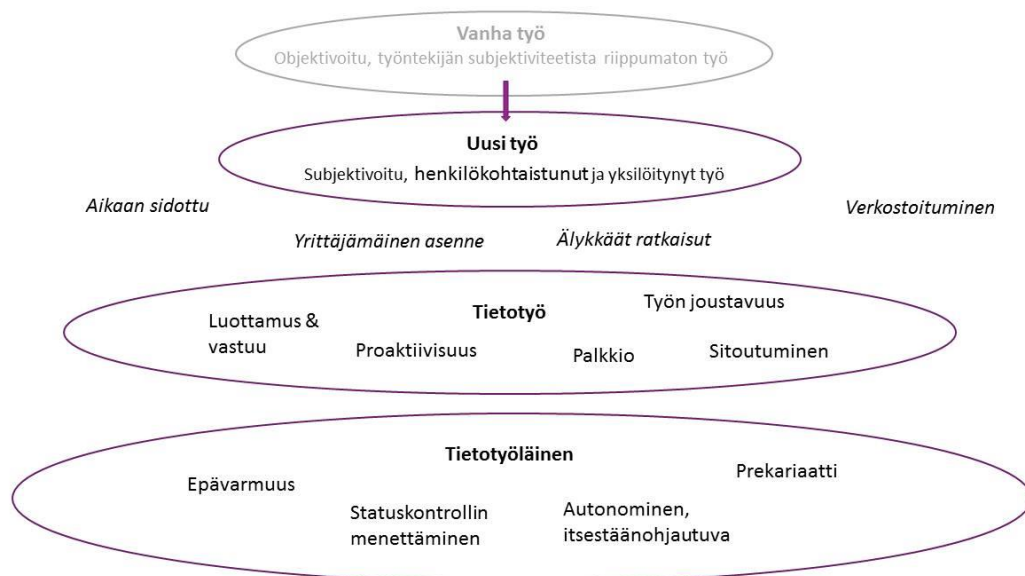 Vanha työ
Objektivoitu, työntekijän subjektiviteetista riippumaton työ
Uusi työ
Subjektivoitu, henkilökohtaistunut ja yksilöitynyt työ
Aikaan sidottu
Verkostoituminen
Yrittäjämäinen asenne
Älykkäät ratkaisut
Tietotyö
Työn joustavuus
Luottamus &
vastuu
Proaktiivisuus
Palkkio
Sitoutuminen
Tietotyöläinen
Epävarmuus
Prekariaatti
Statuskontrollin
menettäminen
Autonominen,
itsestäänohjautuva